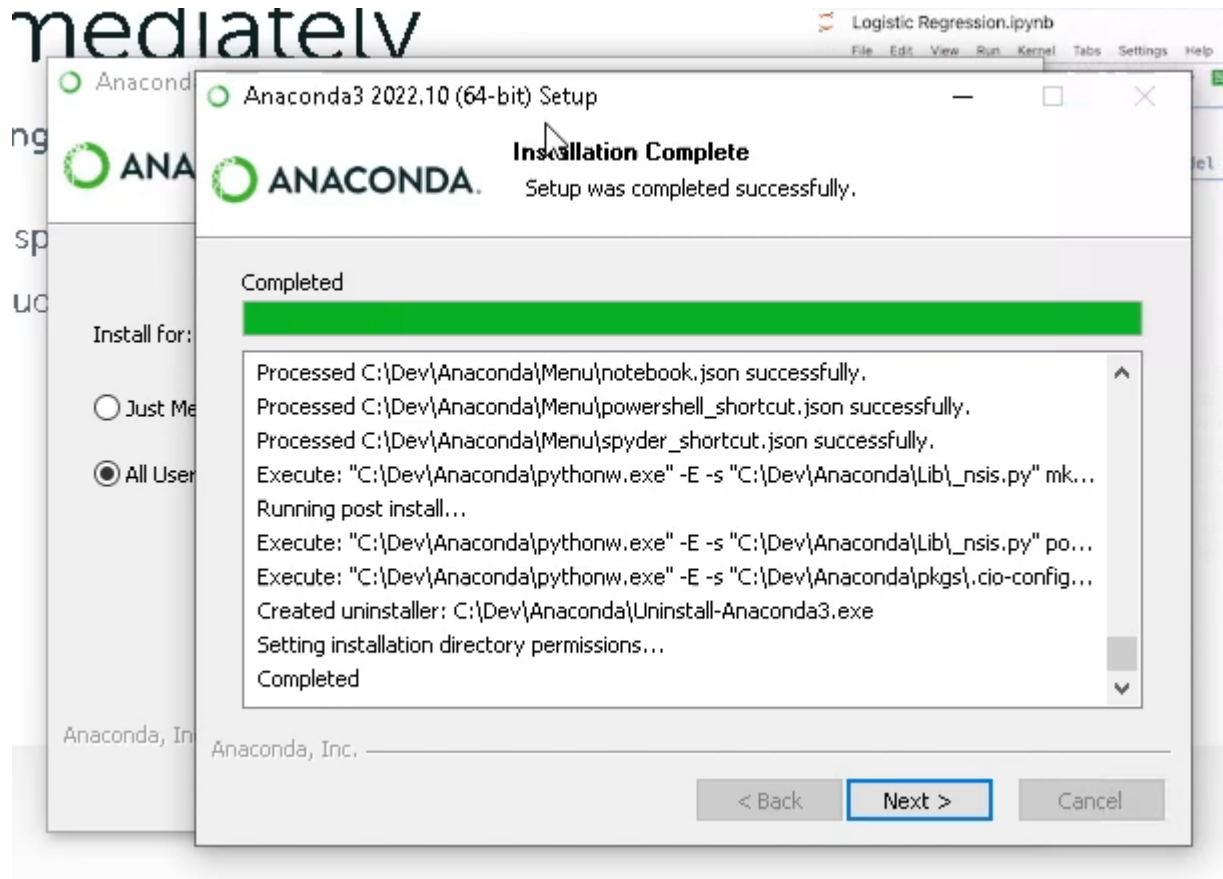 mediately
Logistic Regression.ipynb
File Edit View Run Kernel Tabs Settings Help
Anaconda3 2022.10 (64-bit) Setup
ANACONDA.
Installation Complete
Setup was completed successfully.
Completed
Install for:
Just Me
All User
Processed C:\Dev\Anaconda\Menu\notebook.json successfully.
Processed C:\Dev\Anaconda\Menu\powershell_shortcut.json successfully.
Processed C:\Dev\Anaconda\Menu\spyder_shortcut.json successfully.
Execute: "C:\Dev\Anaconda\pythonw.exe" -E -s "C:\Dev\Anaconda\Lib\_nsis.py" mk...
Running post install...
Execute: "C:\Dev\Anaconda\pythonw.exe" -E -s "C:\Dev\Anaconda\Lib\_nsis.py" po...
Execute: "C:\Dev\Anaconda\pythonw.exe" -E -s "C:\Dev\Anaconda\pkgs\.cio-config...
Created uninstaller: C:\Dev\Anaconda\Uninstall-Anaconda3.exe
Setting installation directory permissions...
Completed
Anaconda, In
Anaconda, Inc.
< Back
Next >
Cancel